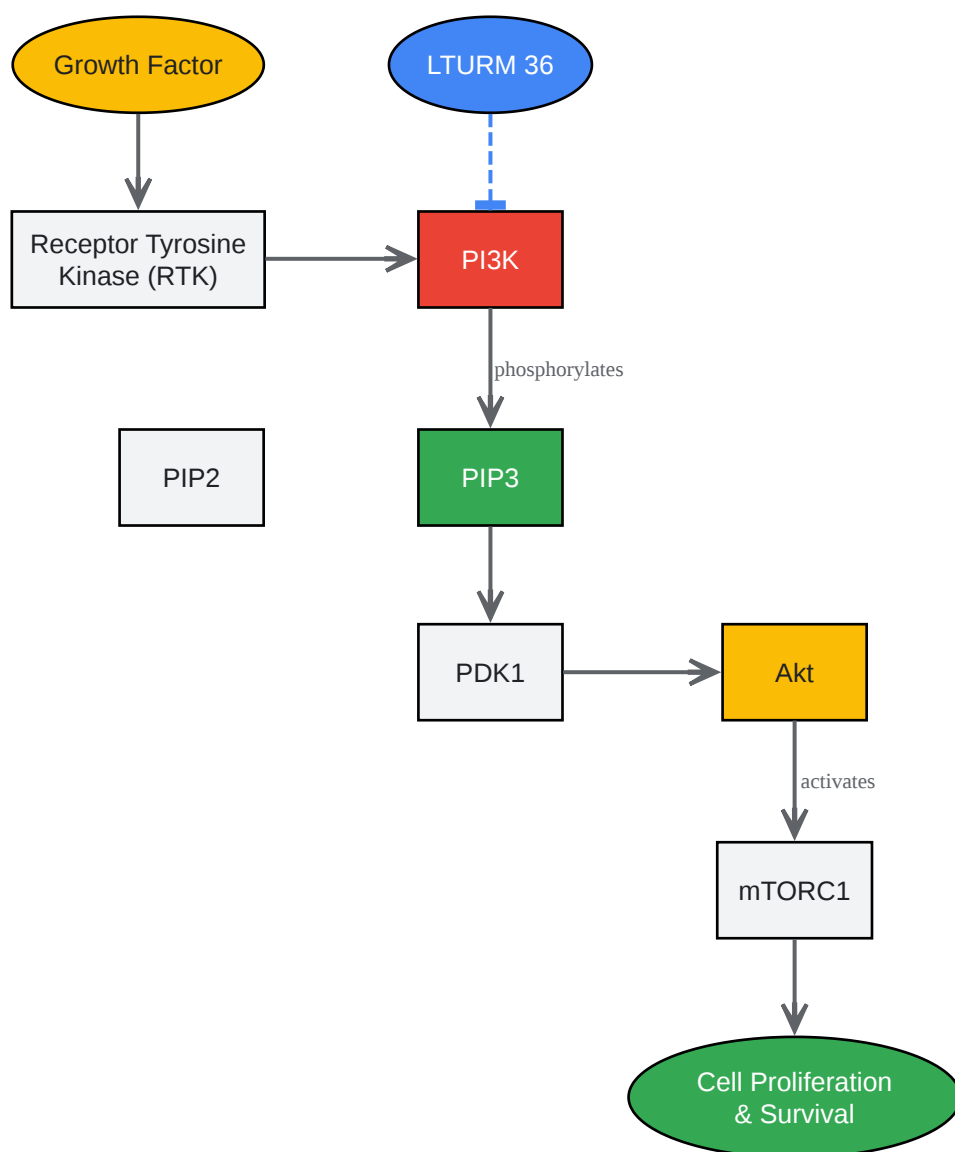 Growth Factor
LTURM 36
Receptor Tyrosine
Kinase (RTK)
PI3K
phosphorylates
PIP2
PIP3
PDK1
Akt
activates
mTORC1
Cell Proliferation
& Survival